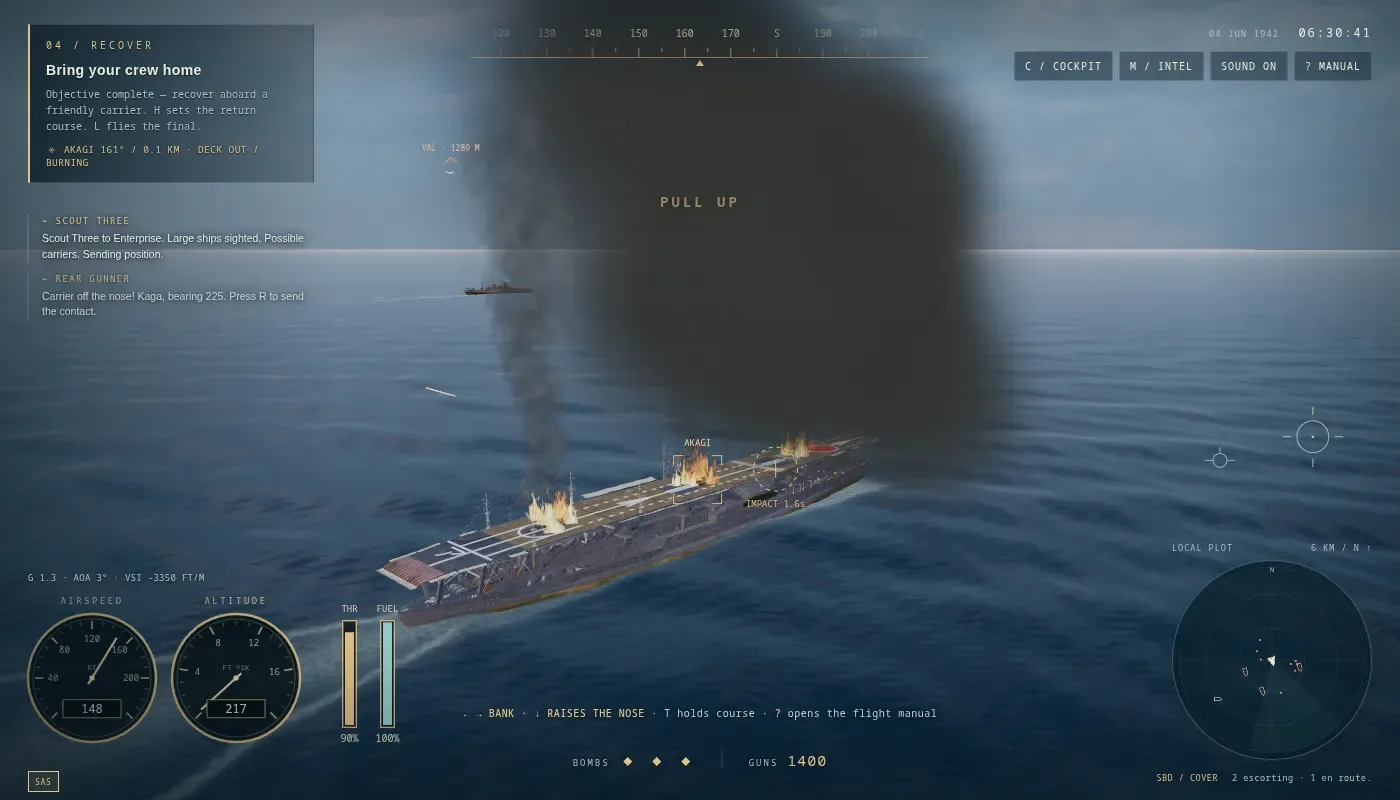 04 / RECOVER
Bring your crew home
Objective complete — recover aboard a
friendly carrier. H sets the return
course. L flies the final.
AKAGI 161° / 0.1 KM · DECK OUT /
BURNING
SCOUT THREE
Scout Three to Enterprise. Large ships sighted. Possible
carriers. Sending position.
REAR GUNNER
Carrier off the nose! Kaga, bearing 225. Press R to send
the contact.
120 130 140 150 160 170 S 190 200
04 JUN 1942 06:30:41
C / COCKPIT M / INTEL SOUND ON ? MANUAL
VAL · 1289 M
PULL UP
AKAGI
IMPACT 1.6s
LOCAL PLOT 6 KM / N ↑
N
G 1.3 · AOA 3° · VSI -3350 FT/M
AIRSPEED ALTITUDE
THR FUEL
40 80 120 160 200
KT
148
4 8 12 16
FT ×1K
217
90% 100%
← → BANK · ↓ RAISES THE NOSE · T holds course · ? opens the flight manual
BOMBS ◆ ◆ ◆ GUNS 1400
SAS
SBD / COVER 2 escorting · 1 en route.